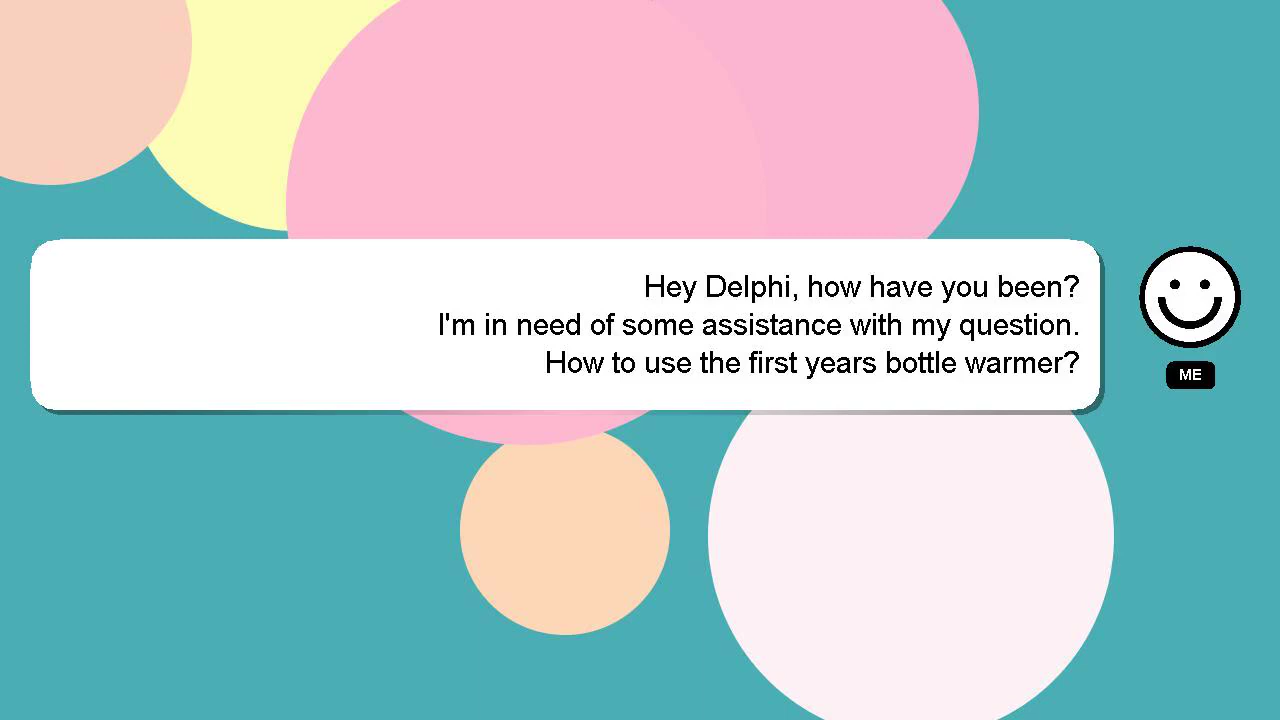 Hey Delphi, how have you been?
I'm in need of some assistance with my question.
How to use the first years bottle warmer?
ME